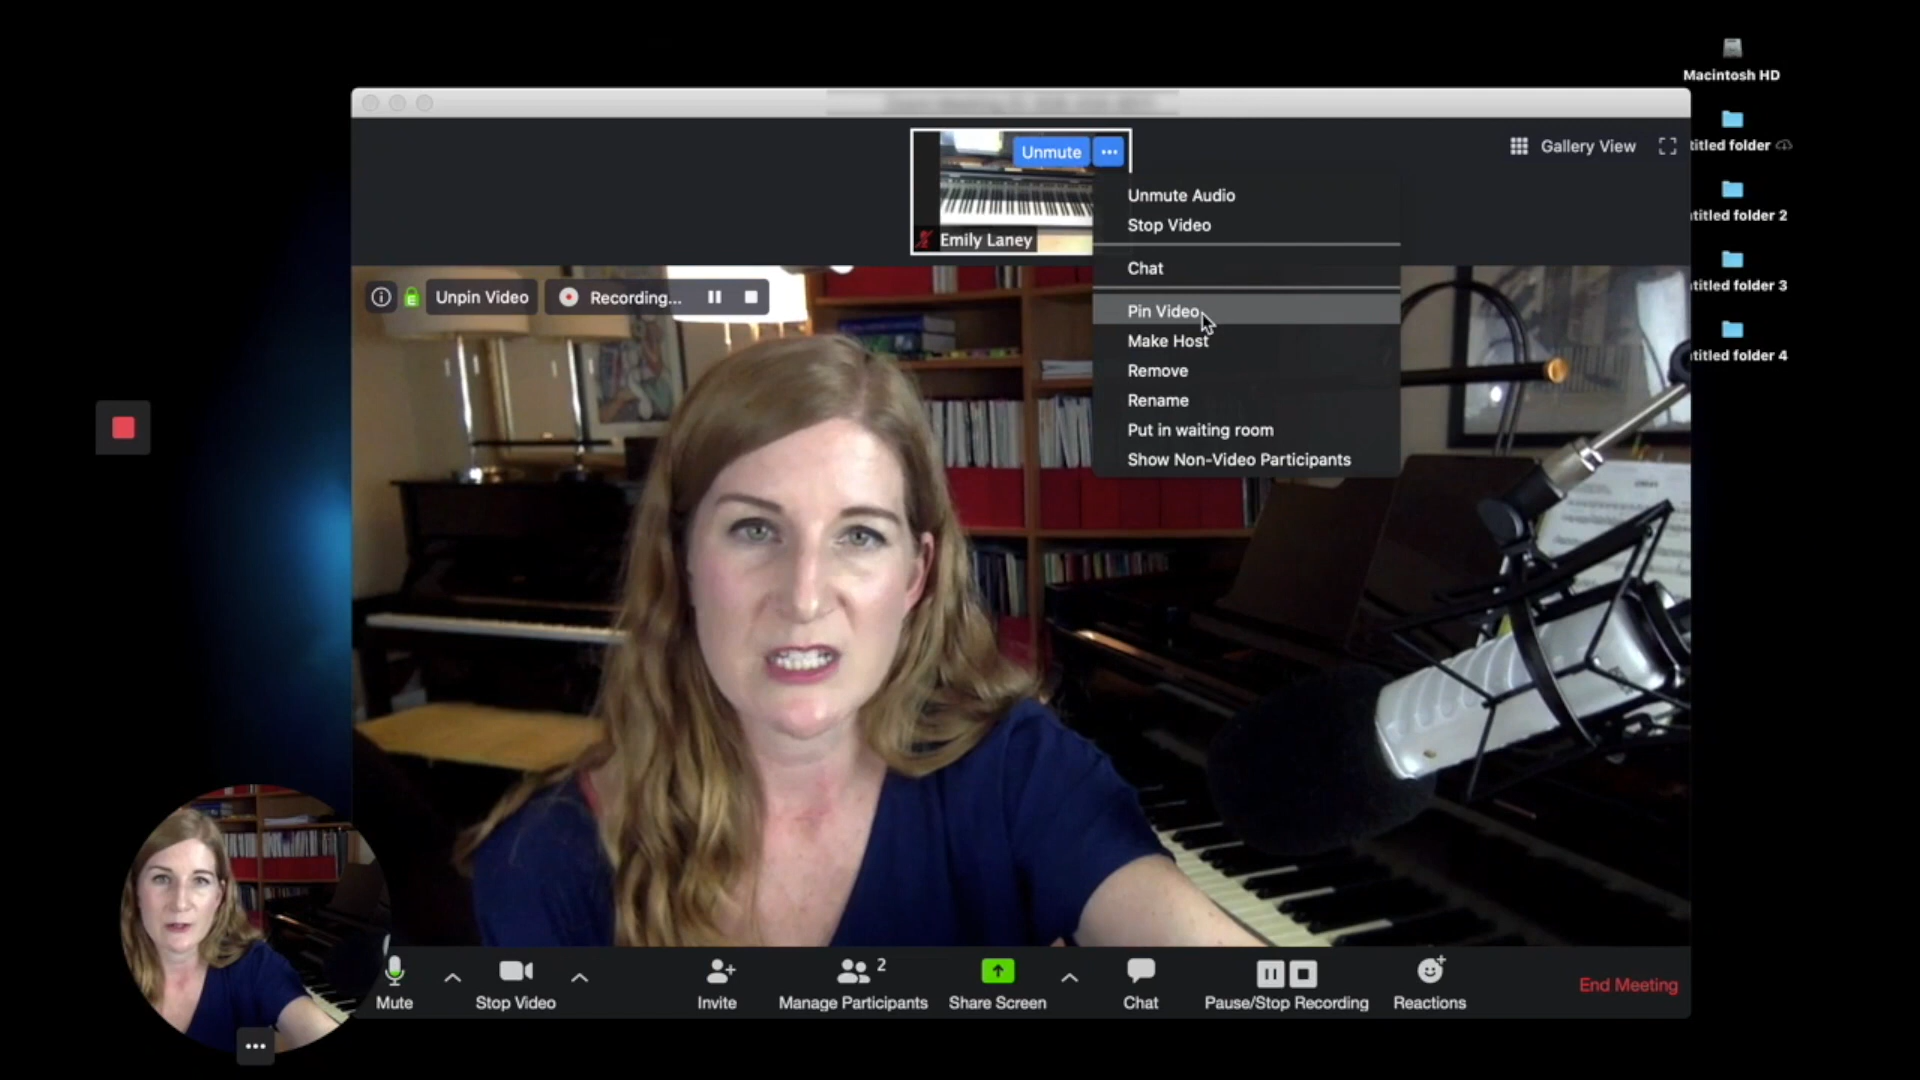 Macintosh HD
Unmute
Gallery View
titled folder
Unmute Audio
titled folder 2
Stop Video
Emily Laney
Chat
titled folder 3
Unpin Video
Recording...
Pin Video
Make Host
titled folder 4
Remove
Rename
Put in waiting room
Show Non-Video Participants
2
Mute
Stop Video
Invite
Manage Participants
Share Screen
Chat
Pause/Stop Recording
Reactions
End Meeting